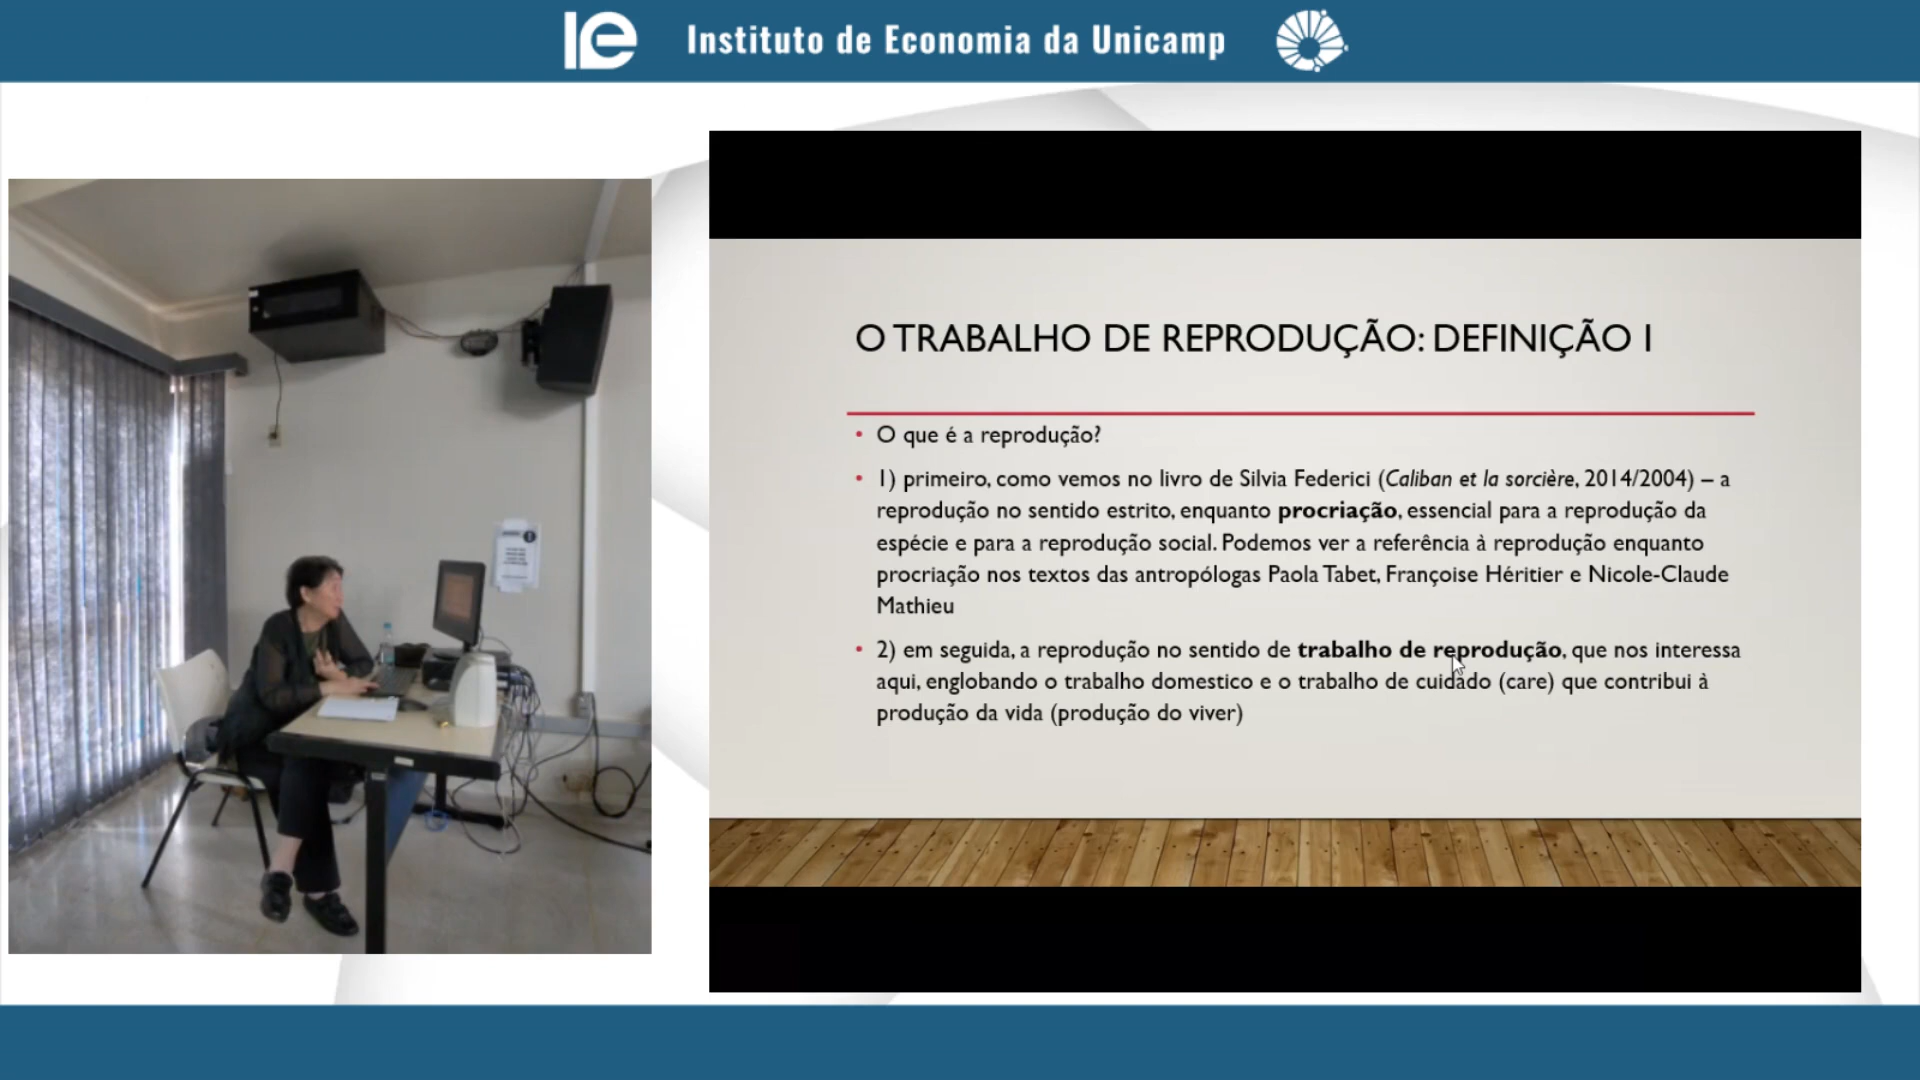 Instituto de Economia da Unicamp
O TRABALHO DE REPRODUÇÃO: DEFINIÇÃO I
• O que é a reprodução?
• 1) primeiro, como vemos no livro de Silvia Federici (Caliban et la sorcière, 2014/2004) – a
reprodução no sentido estrito, enquanto procriação, essencial para a reprodução da
espécie e para a reprodução social. Podemos ver a referência à reprodução enquanto
procriação nos textos das antropólogas Paola Tabet, Françoise Héritier e Nicole-Claude
Mathieu
• 2) em seguida, a reprodução no sentido de trabalho de reprodução, que nos interessa
aqui, englobando o trabalho domestico e o trabalho de cuidado (care) que contribui à
produção da vida (produção do viver)